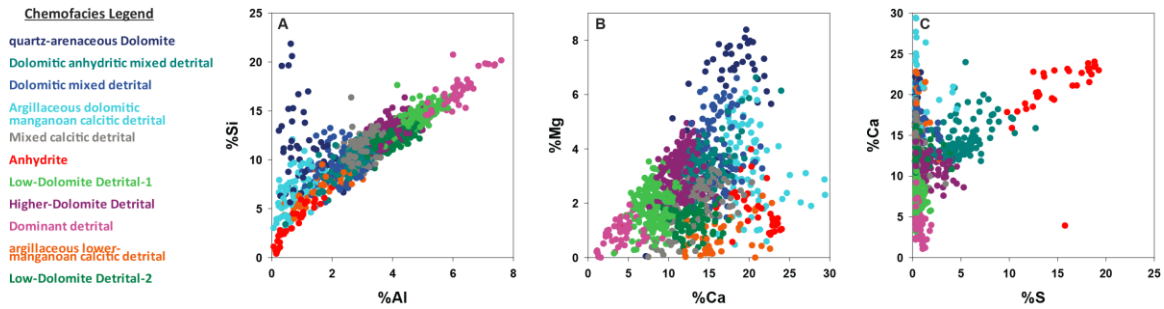 Chemofacies Legend
quartz-arenaceous Dolomite
Dolomitic anhydritic mixed detrital
Dolomitic mixed detrital
Argillaceous dolomitic
manganoan calcitic detrital
Mixed calcitic detrital
Anhydrite
Low-Dolomite Detrital-1
Higher-Dolomite Detrital
Dominant detrital
argillaceous lower-
manganoan calcitic detrital
Low-Dolomite Detrital-2
A
%Si
25
20
15
10
5
0
0
2
4
6
8
%Al
B
%Mg
8
6
4
2
0
0
5
10
15
20
25
30
%Ca
C
%Ca
30
25
20
15
10
5
0
0
5
10
15
20
25
%S